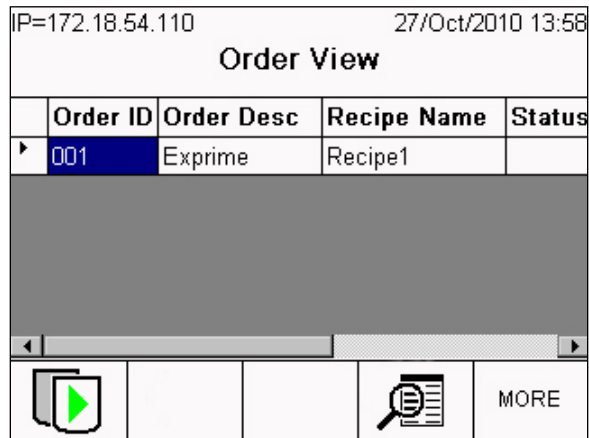 IP=172.18.54.110 27/Oct/2010 13:58
Order View
Order ID Order Desc Recipe Name Status
001 Exprime Recipe1
MORE